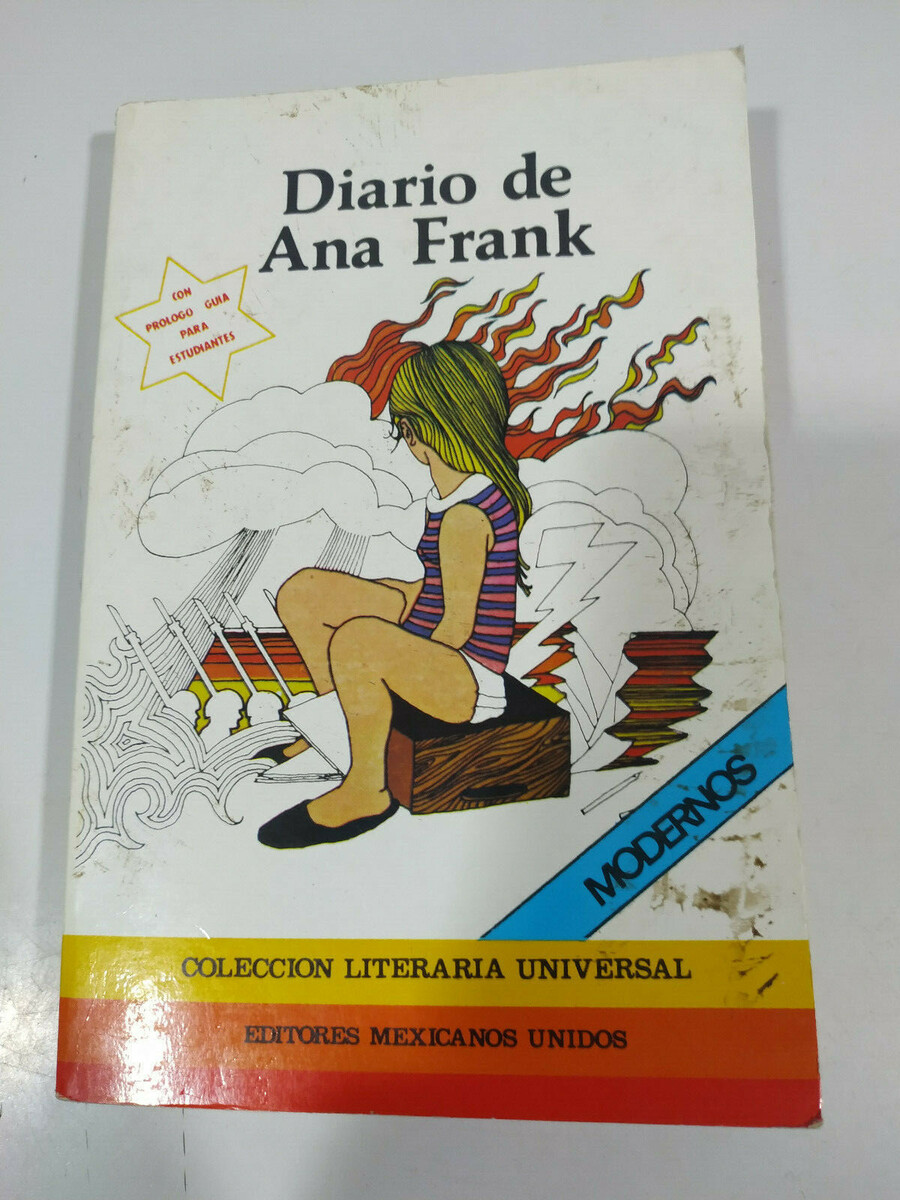 Diario de
Ana Frank
CON
PROLOGO GUIA
PARA
ESTUDIANTES
MODERNOS
COLECCION LITERARIA UNIVERSAL
EDITORES MEXICANOS UNIDOS